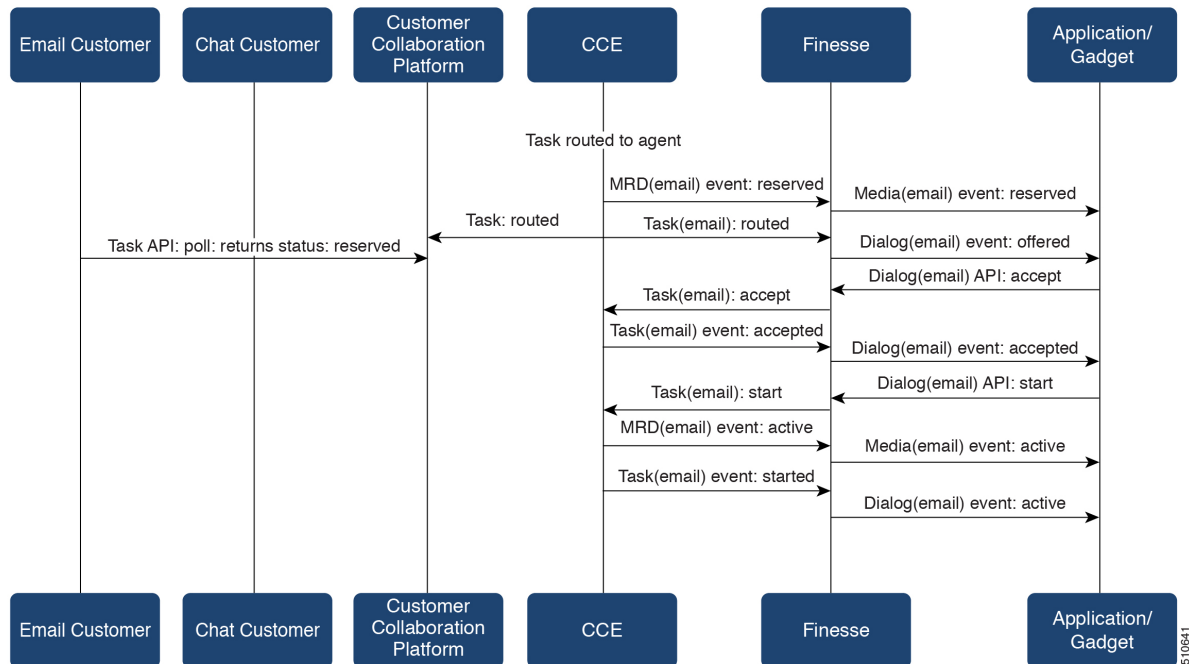 Email Customer
Chat Customer
Customer
Collaboration
Platform
CCE
Finesse
Application/
Gadget
Task routed to agent
MRD(email) event: reserved
Media(email) event: reserved
Task: routed
Task(email): routed
Task API: poll: returns status: reserved
Dialog(email) event: offered
Dialog(email) API: accept
Task(email): accept
Task(email) event: accepted
Dialog(email) event: accepted
Dialog(email) API: start
Task(email): start
MRD(email) event: active
Media(email) event: active
Task(email) event: started
Dialog(email) event: active
Email Customer
Chat Customer
Customer
Collaboration
Platform
CCE
Finesse
Application/
Gadget
510641